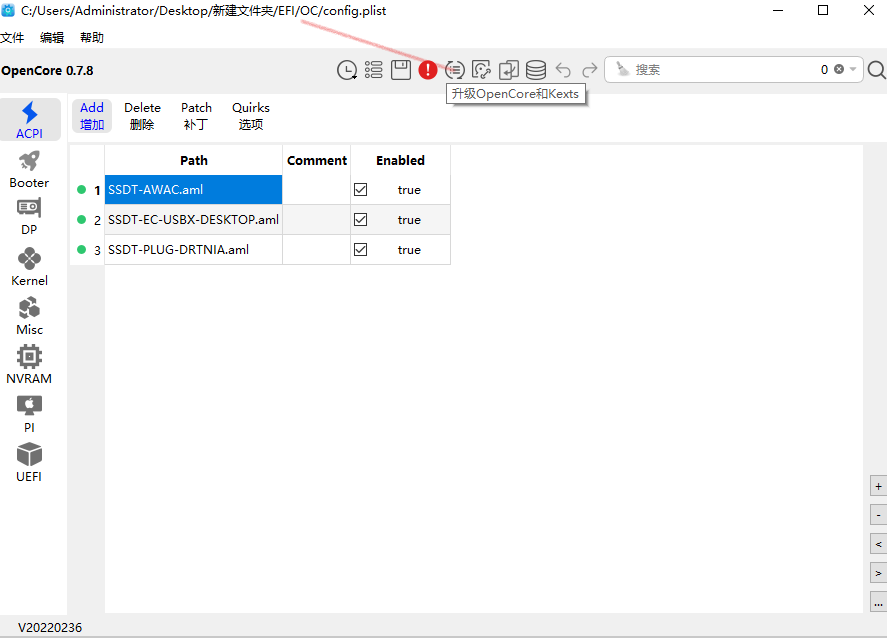 C:/Users/Administrator/Desktop/新建文件夹/EFI/OC/config.plist
文件 编辑 帮助
OpenCore 0.7.8
搜索 0
升级OpenCore和Kexts
ACPI
Booter
DP
Kernel
Misc
NVRAM
PI
UEFI
Add Delete Patch Quirks
增加 删除 补丁 选项
Path Comment Enabled
1 SSDT-AWAC.aml true
2 SSDT-EC-USBX-DESKTOP.aml true
3 SSDT-PLUG-DRTNIA.aml true
+
-
<
>
...
V20220236